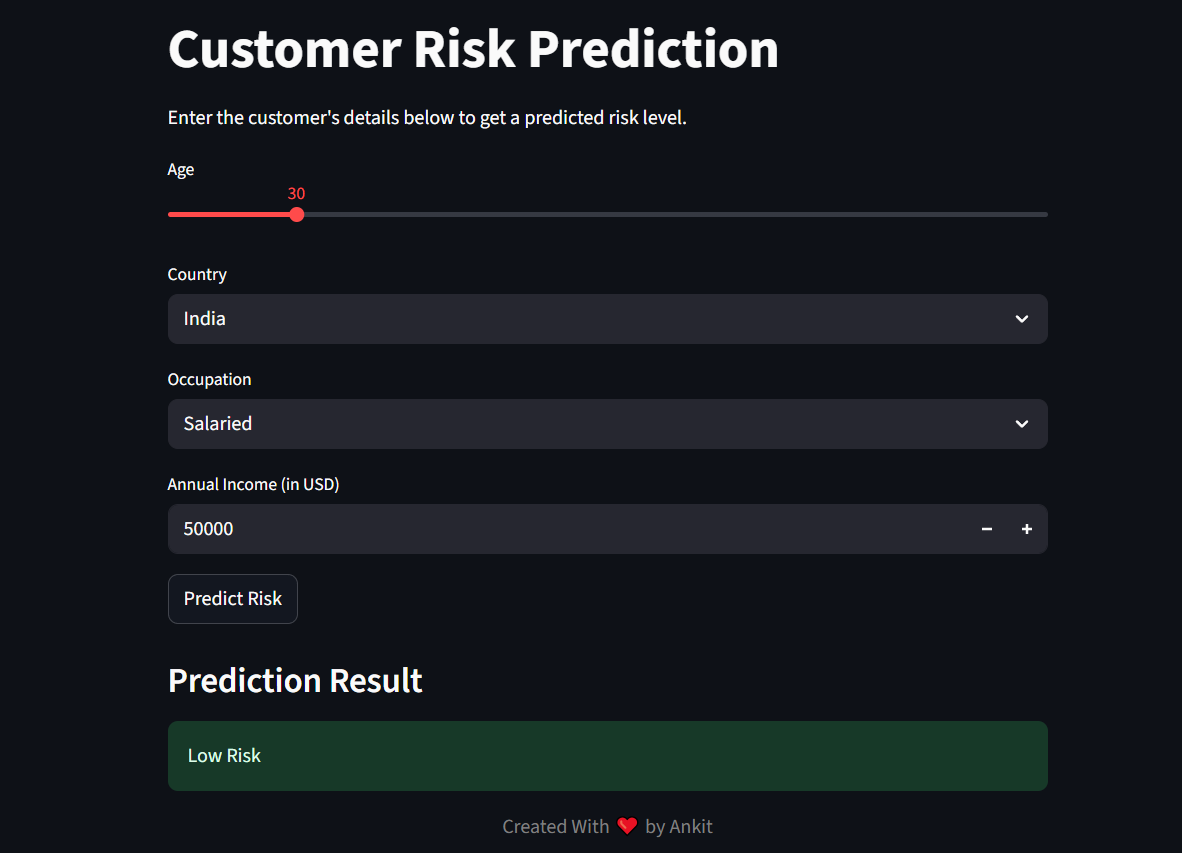 Customer Risk Prediction
Enter the customer's details below to get a predicted risk level.
Age
30
Country
India
Occupation
Salaried
Annual Income (in USD)
50000
Predict Risk
Prediction Result
Low Risk
Created With ❤️ by Ankit